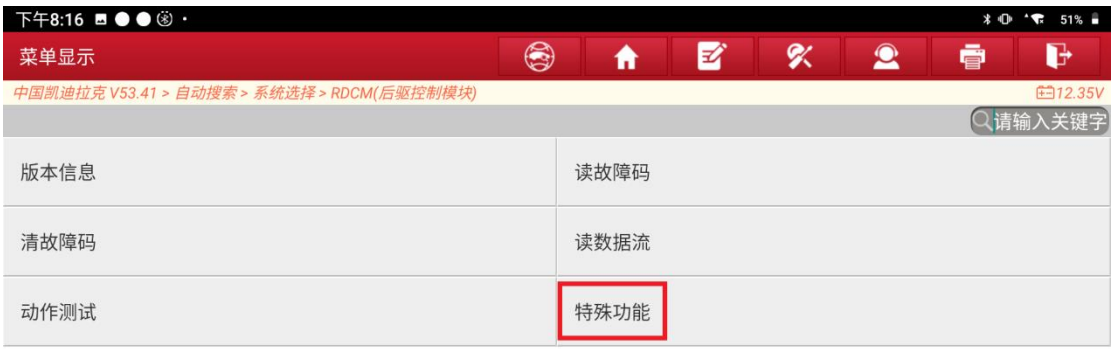 下午8:16
51%
菜单显示
中国凯迪拉克 V53.41 > 自动搜索 > 系统选择 > RDCM(后驱控制模块)
12.35V
请输入关键字
版本信息
读故障码
清故障码
读数据流
动作测试
特殊功能